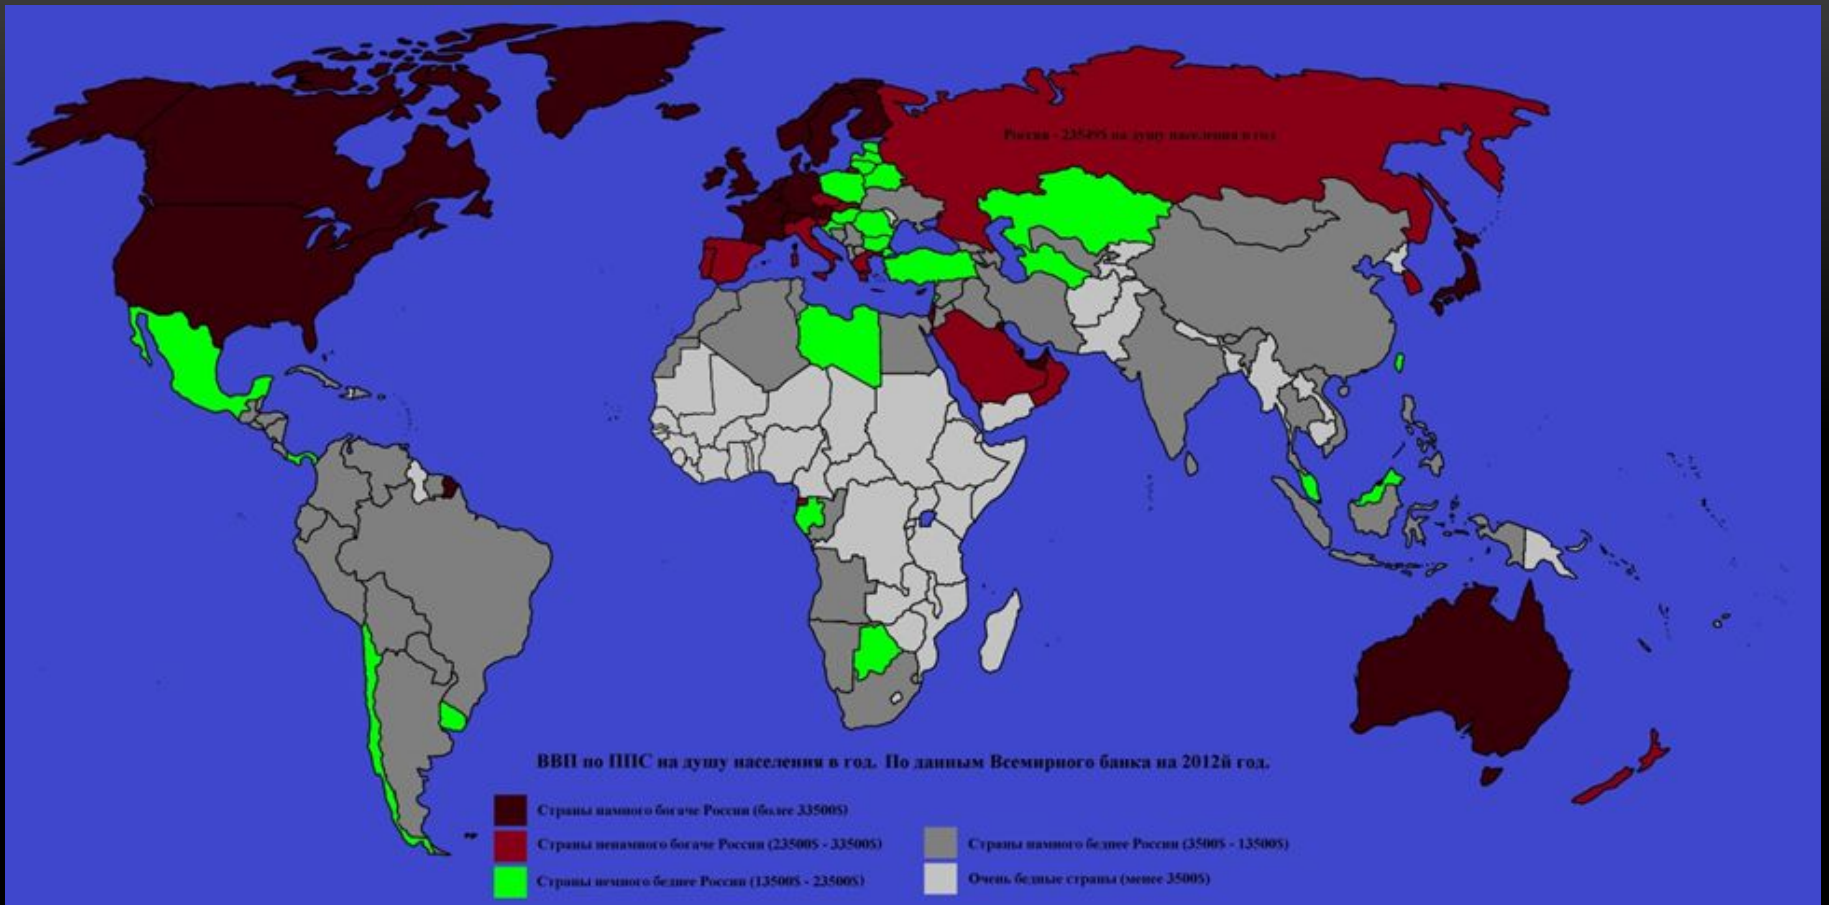 Россия - 23549$ на душу населения в год
ВВП по ППС на душу населения в год. По данным Всемирного банка на 2012й год.
Страны намного богаче России (более 33500$)
Страны ненамного богаче России (23500$ - 33500$)
Страны намного беднее России (3500$ - 13500$)
Страны немного беднее России (13500$ - 23500$)
Очень бедные страны (менее 3500$)